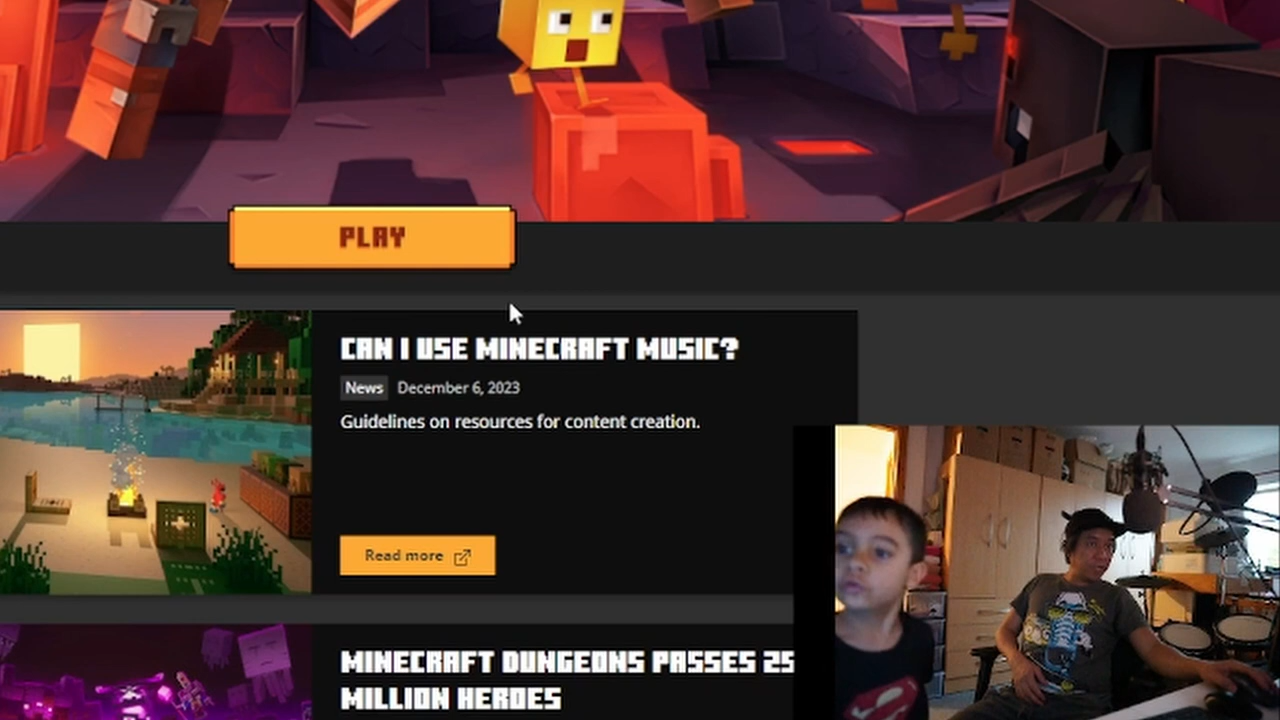 PLAY
CAN I USE MINECRAFT MUSIC?
News December 6, 2023
Guidelines on resources for content creation.
Read more
MINECRAFT DUNGEONS PASSES 25
MILLION HEROES